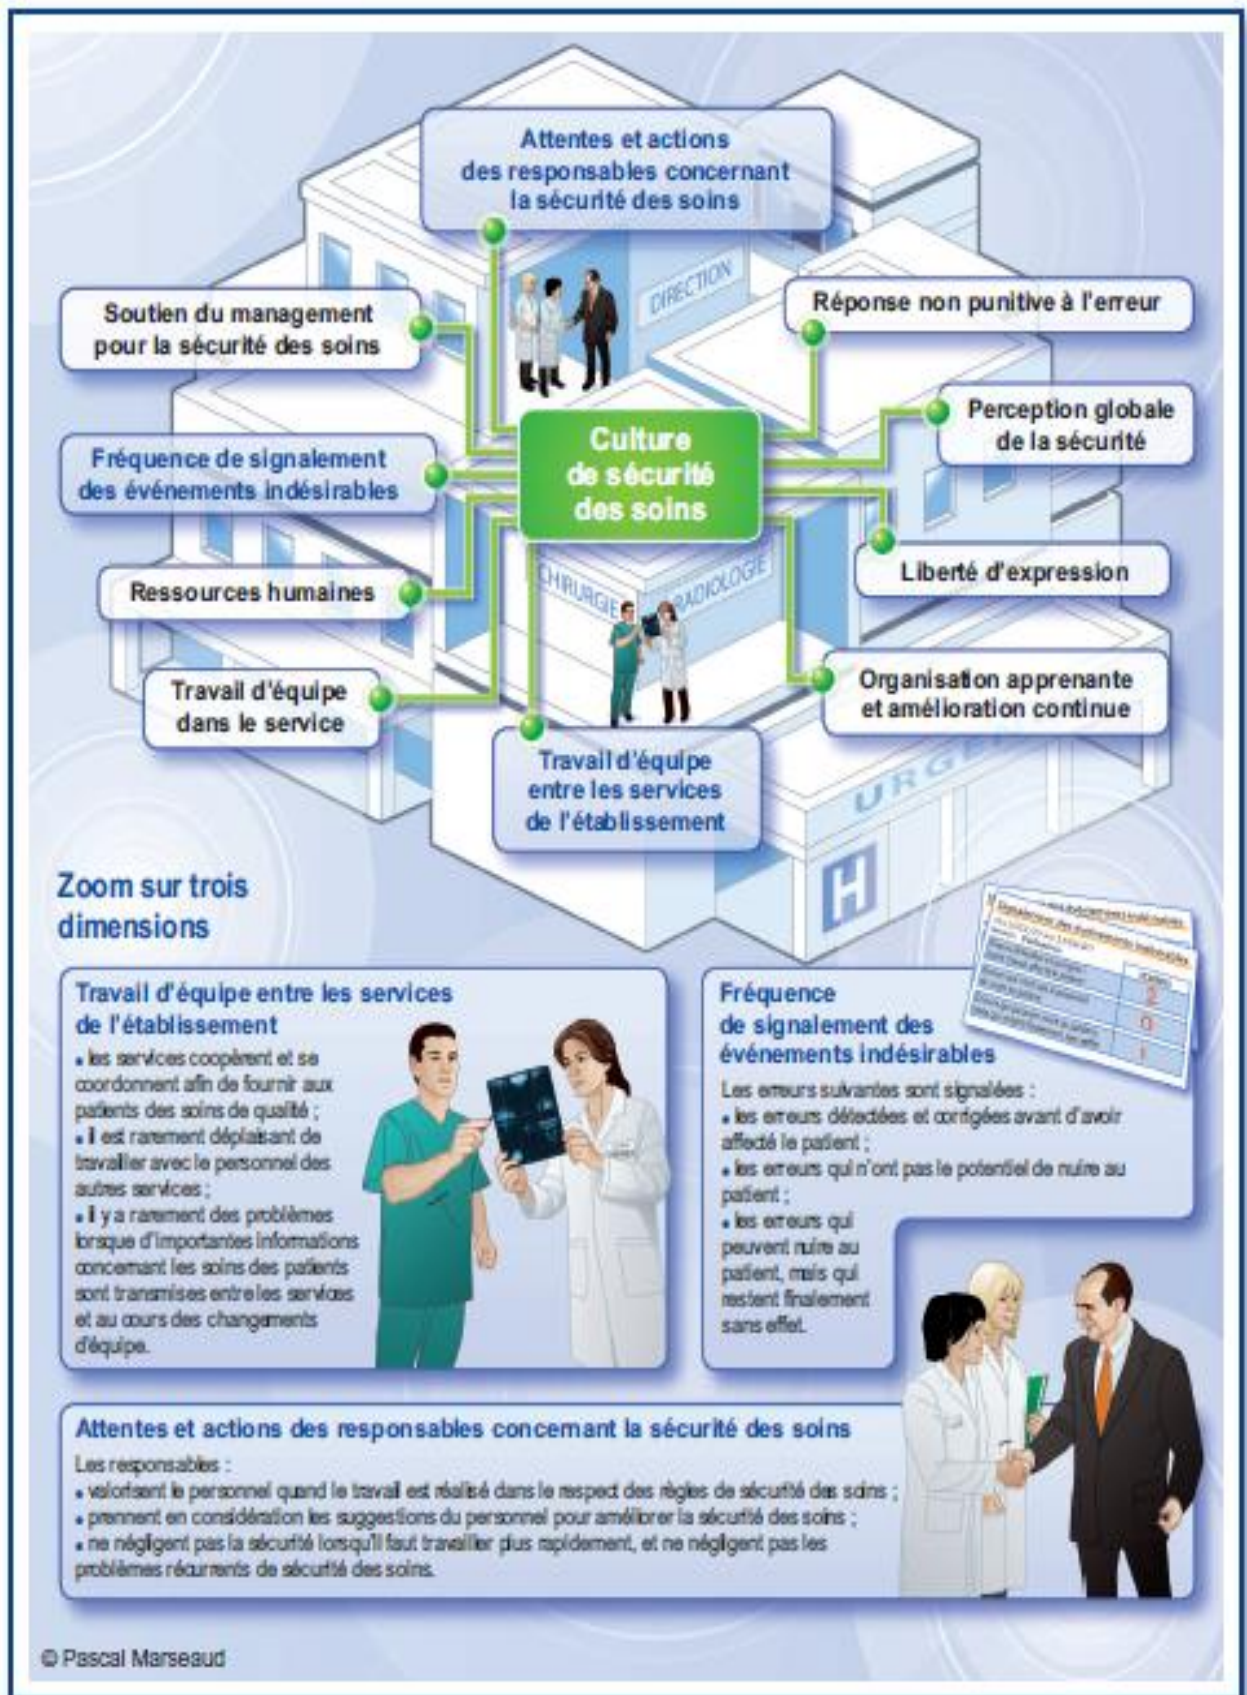 Attentes et actions
des responsables concernant
la sécurité des soins
DIRECTION
Soutien du management
pour la sécurité des soins
Réponse non punitive à l'erreur
Culture
de sécurité
des soins
Perception globale
de la sécurité
Fréquence de signalement
des événements indésirables
Liberté d'expression
Ressources humaines
CHIRURGIE
RADIOLOGIE
Travail d'équipe
dans le service
Organisation apprenante
et amélioration continue
Travail d'équipe
entre les services
de l'établissement
URGE
H
Zoom sur trois
dimensions
Travail d'équipe entre les services
de l'établissement
• les services coopèrent et se
coordonnent afin de fournir aux
patients des soins de qualité ;
• il est rarement déplaisant de
travailler avec le personnel des
autres services ;
• il y a rarement des problèmes
lorsque d'importantes informations
concernant les soins des patients
sont transmises entre les services
et au cours des changements
d'équipe.
Fréquence
de signalement des
événements indésirables
2
0
1
Les erreurs suivantes sont signalées :
• les erreurs détectées et corrigées avant d'avoir
affecté le patient ;
• les erreurs qui n'ont pas le potentiel de nuire au
patient ;
• les erreurs qui
peuvent nuire au
patient, mais qui
restent finalement
sans effet.
Attentes et actions des responsables concernant la sécurité des soins
Les responsables :
• valorisent le personnel quand le travail est réalisé dans le respect des règles de sécurité des soins ;
• prennent en considération les suggestions du personnel pour améliorer la sécurité des soins ;
• ne négligent pas la sécurité lorsqu'il faut travailler plus rapidement, et ne négligent pas les
problèmes récurrents de sécurité des soins.
© Pascal Marseaud